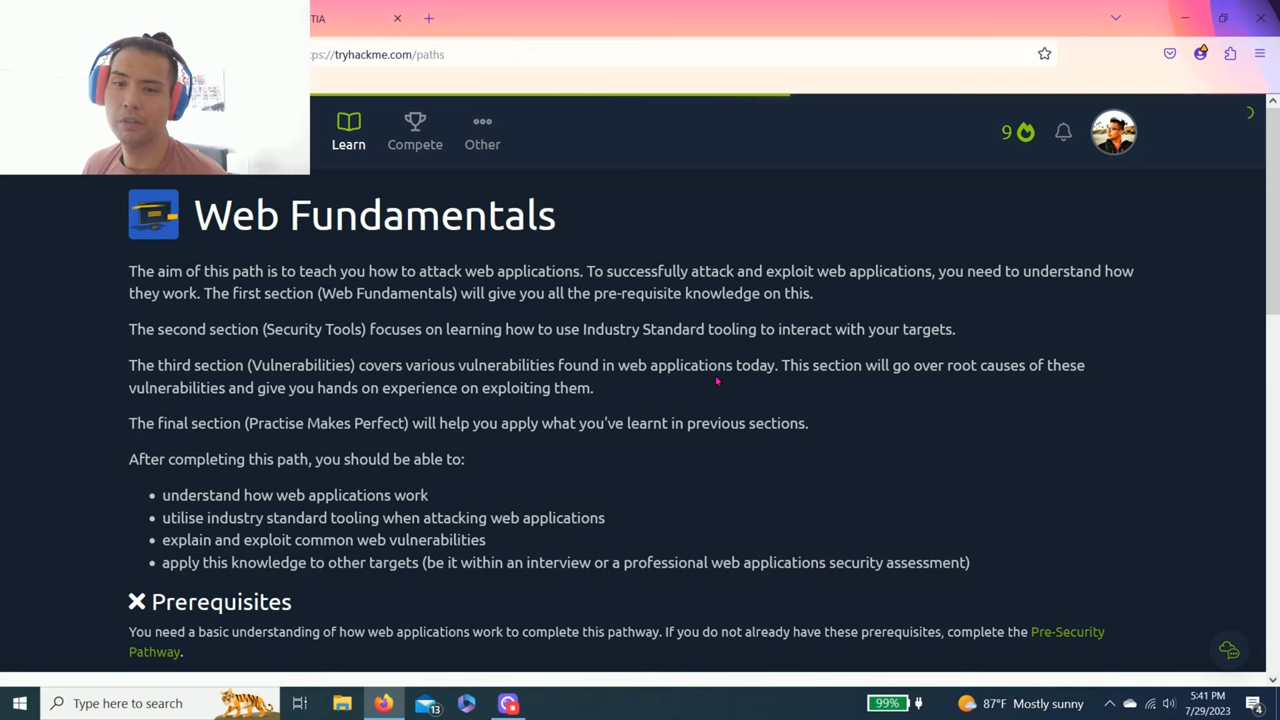 TIA
ps://tryhackme.com/paths
Learn
Compete
Other
9
Web Fundamentals
The aim of this path is to teach you how to attack web applications. To successfully attack and exploit web applications, you need to understand how
they work. The first section (Web Fundamentals) will give you all the pre-requisite knowledge on this.
The second section (Security Tools) focuses on learning how to use Industry Standard tooling to interact with your targets.
The third section (Vulnerabilities) covers various vulnerabilities found in web applications today. This section will go over root causes of these
vulnerabilities and give you hands on experience on exploiting them.
The final section (Practise Makes Perfect) will help you apply what you've learnt in previous sections.
After completing this path, you should be able to:
• understand how web applications work
• utilise industry standard tooling when attacking web applications
• explain and exploit common web vulnerabilities
• apply this knowledge to other targets (be it within an interview or a professional web applications security assessment)
Prerequisites
You need a basic understanding of how web applications work to complete this pathway. If you do not already have these prerequisites, complete the Pre-Security
Pathway.
Type here to search
13
99%
87°F Mostly sunny
5:41 PM
7/29/2023
4